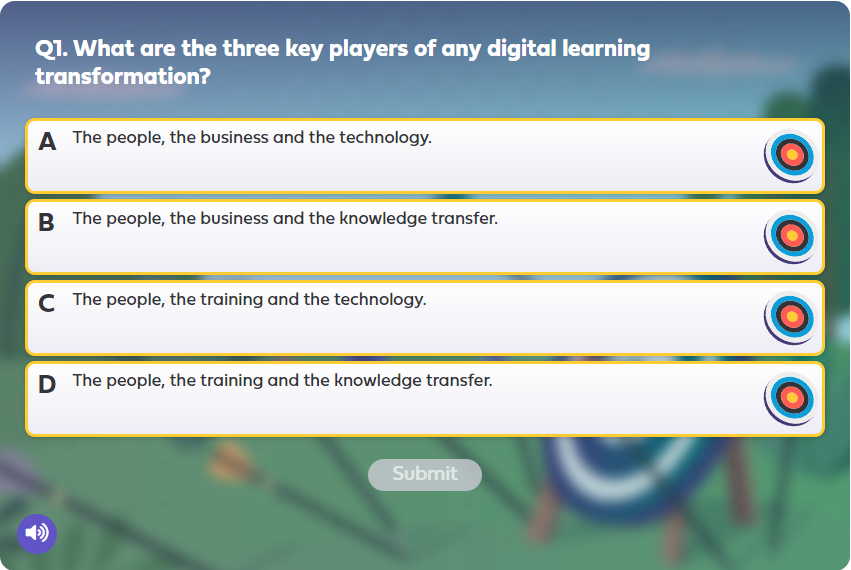 Q1. What are the three key players of any digital learning
transformation?
A The people, the business and the technology.
B The people, the business and the knowledge transfer.
C The people, the training and the technology.
D The people, the training and the knowledge transfer.
Submit